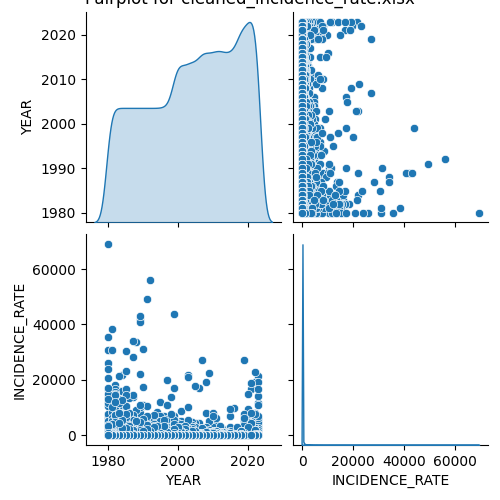 Pairplot for cleaned_incidence_rate.xlsx
2020
2010
2000
1990
1980
YEAR
60000
40000
20000
0
INCIDENCE_RATE
1980 2000 2020
0 20000 40000 60000
YEAR
INCIDENCE_RATE